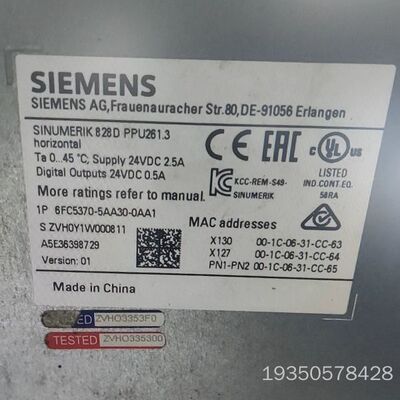 SIEMENS
SIEMENS AG,Frauenauracher Str.80,DE-91056 Erlangen
SINUMERIK 828D PPU261.3
horizontal
Ta 0...45 °C, Supply 24VDC 2.5A
Digital Outputs 24VDC 0.5A
More ratings refer to manual.
1P 6FC5370-5AA30-0AA1
S ZVH0Y1W000811
A5E36398729
Version: 01
CE EAC
c UL US
LISTED
IND.CONT.EQ.
58RA
KCC-REM-S49-
SINUMERIK
MAC addresses
X130 00-1C-06-31-CC-63
X127 00-1C-06-31-CC-64
PN1-PN2 00-1C-06-31-CC-65
Made in China
ED ZVHO3353F0
TESTED ZVHO335300
19350578428